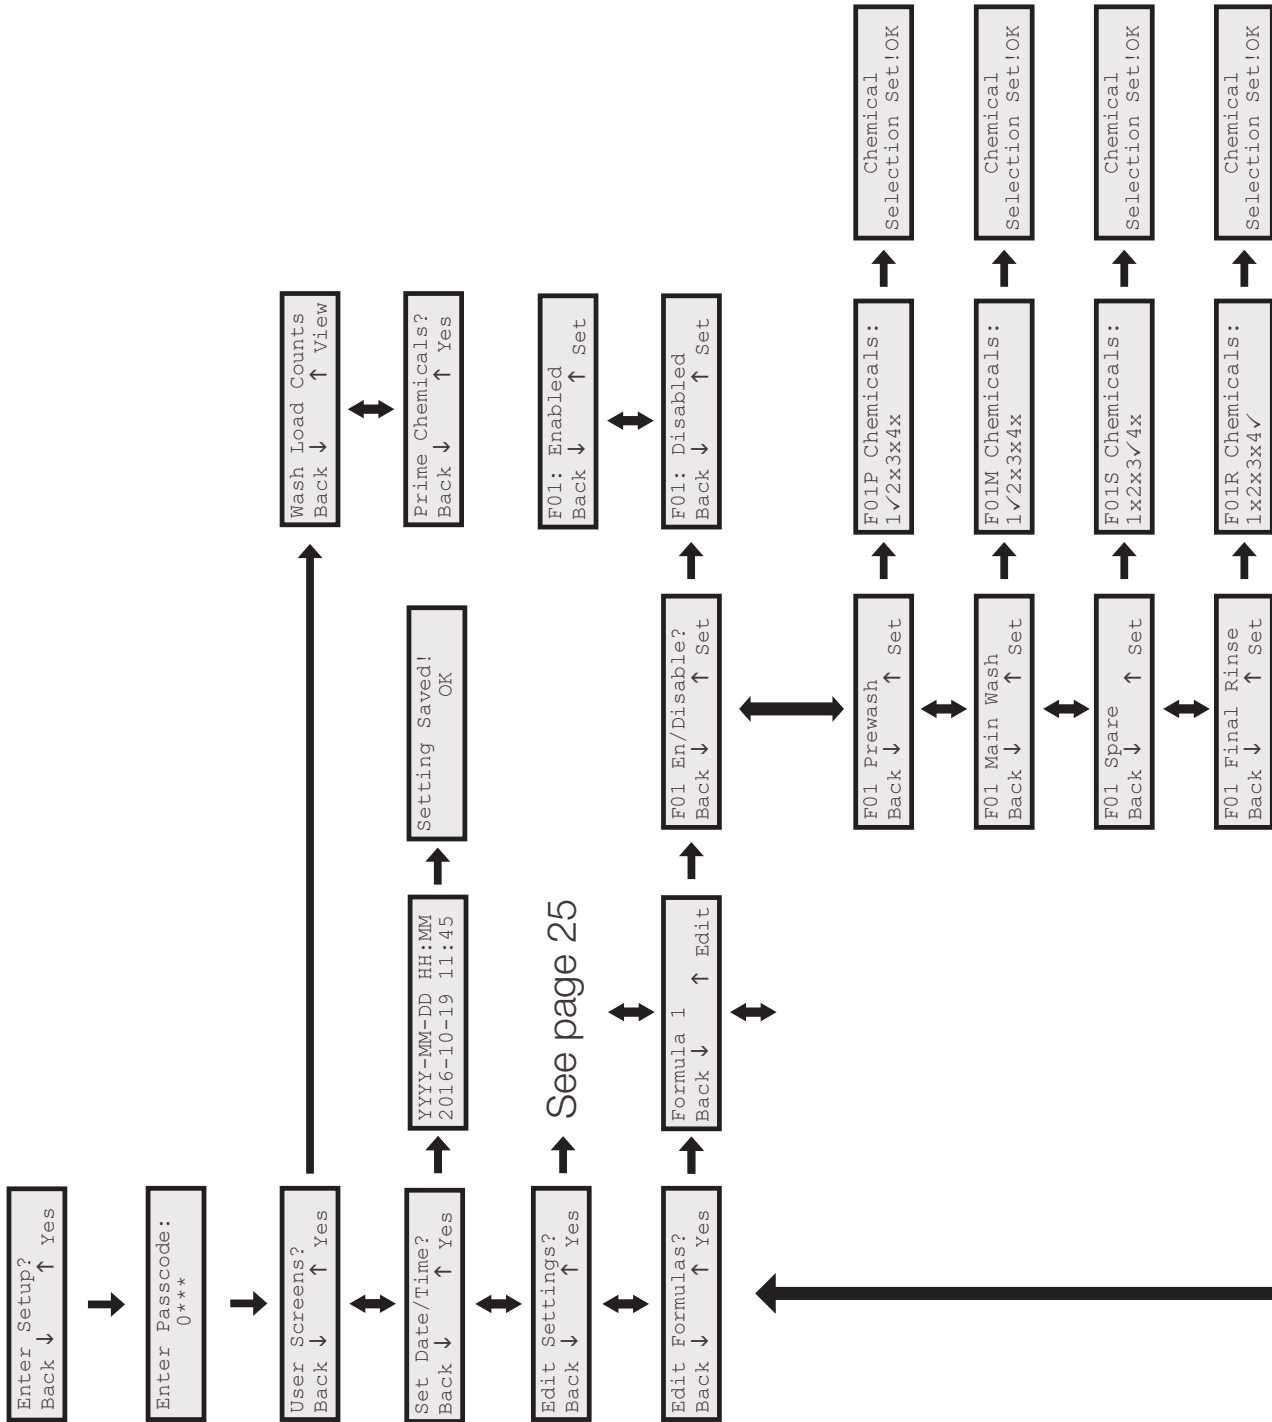 Enter Setup?
Back ↓ ↑ Yes
Enter Passcode:
0***
User Screens?
Back ↓ ↑ Yes
Wash Load Counts
Back ↓ ↑ View
Prime Chemicals?
Back ↓ ↑ Yes
Set Date/Time?
Back ↓ ↑ Yes
YYYY-MM-DD HH:MM
2016-10-19 11:45
Setting Saved!
OK
Edit Settings?
Back ↓ ↑ Yes
See page 25
Edit Formulas?
Back ↓ ↑ Yes
Formula 1
Back ↓ ↑ Edit
F01 En/Disable?
Back ↓ ↑ Set
F01: Enabled
Back ↓ ↑ Set
F01: Disabled
Back ↓ ↑ Set
F01 Prewash
Back ↓ ↑ Set
F01P Chemicals:
1✓2x3x4x
Chemical
Selection Set!OK
F01 Main Wash
Back ↓ ↑ Set
F01M Chemicals:
1✓2x3x4x
Chemical
Selection Set!OK
F01 Spare
Back ↓ ↑ Set
F01S Chemicals:
1x2x3✓4x
Chemical
Selection Set!OK
F01 Final Rinse
Back ↓ ↑ Set
F01R Chemicals:
1x2x3x4✓
Chemical
Selection Set!OK